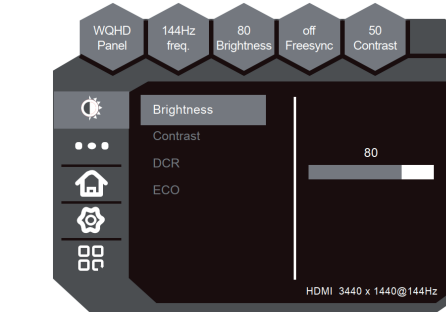 WQHD
Panel
144Hz
freq.
80
Brightness
off
Freesync
50
Contrast
Brightness
Contrast
DCR
ECO
80
HDMI 3440 x 1440@144Hz